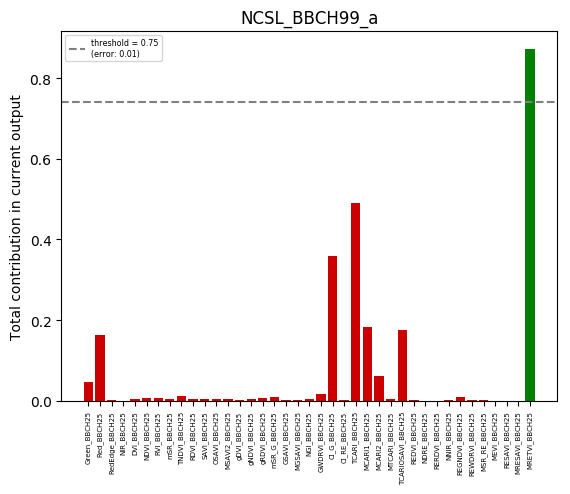 NCSL_BBCH99_a
threshold = 0.75
(error: 0.01)
Total contribution in current output
0.8
0.6
0.4
0.2
0.0
Green_BBCH25
Red_BBCH25
RedEdge_BBCH25
NIR_BBCH25
DVI_BBCH25
NDVI_BBCH25
RVI_BBCH25
mSR_BBCH25
TNDVI_BBCH25
RDVI_BBCH25
SAVI_BBCH25
OSAVI_BBCH25
MSAVI2_BBCH25
gDVI_BBCH25
gNDVI_BBCH25
gRDVI_BBCH25
mSR_G_BBCH25
GSAVI_BBCH25
MGSAVI_BBCH25
NGI_BBCH25
GWDRVI_BBCH25
CI_G_BBCH25
CI_RE_BBCH25
TCARI_BBCH25
MCARI1_BBCH25
MCARI2_BBCH25
MTCARI_BBCH25
TCARIOSAVI_BBCH25
REDVI_BBCH25
NDRE_BBCH25
RERDVI_BBCH25
NNIR_BBCH25
REGNDVI_BBCH25
REWDRVI_BBCH25
MSR_RE_BBCH25
MEVI_BBCH25
RESAVI_BBCH25
MRESAVI_BBCH25
MRETVI_BBCH25